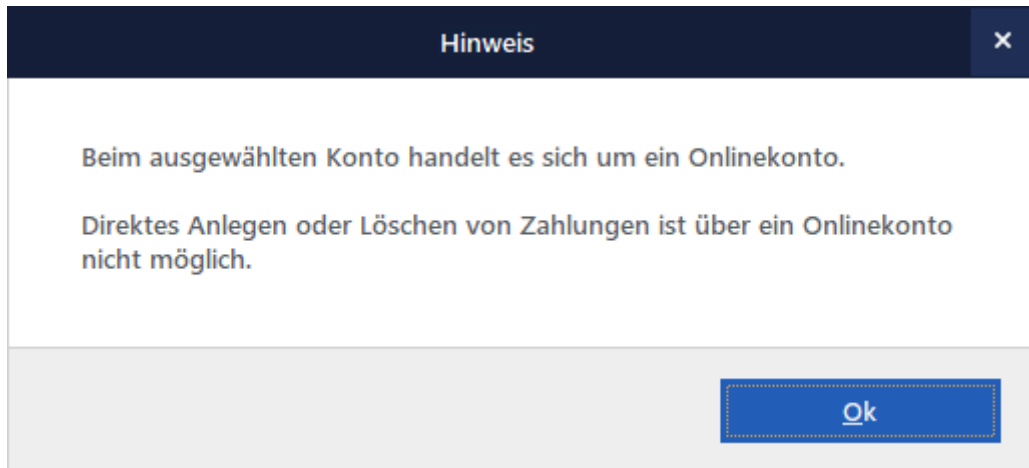 Hinweis
Beim ausgewählten Konto handelt es sich um ein Onlinekonto.
Direktes Anlegen oder Löschen von Zahlungen ist über ein Onlinekonto
nicht möglich.
Ok